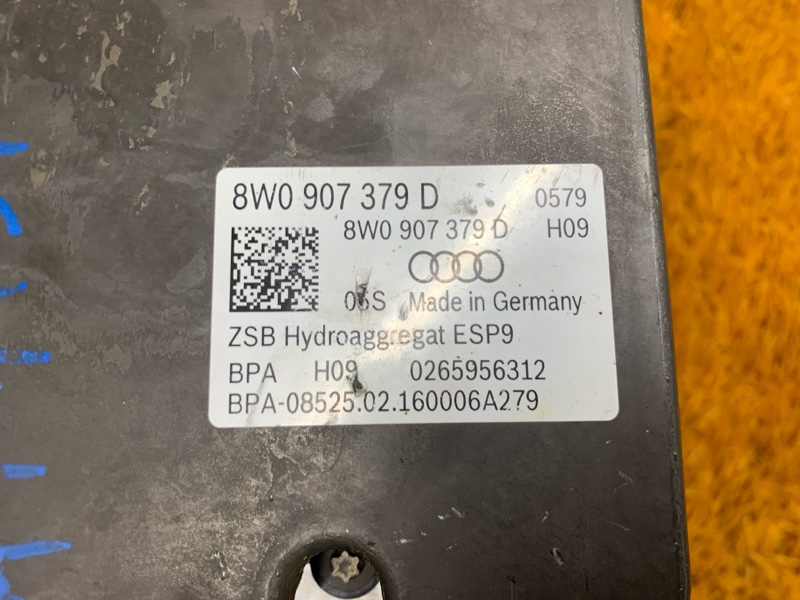 8W0 907 379 D 0579
8W0 907 379 D H09
Made in Germany
ZSB Hydroaggregat ESP9
BPA H09 0265956312
BPA-08525.02.160006A279